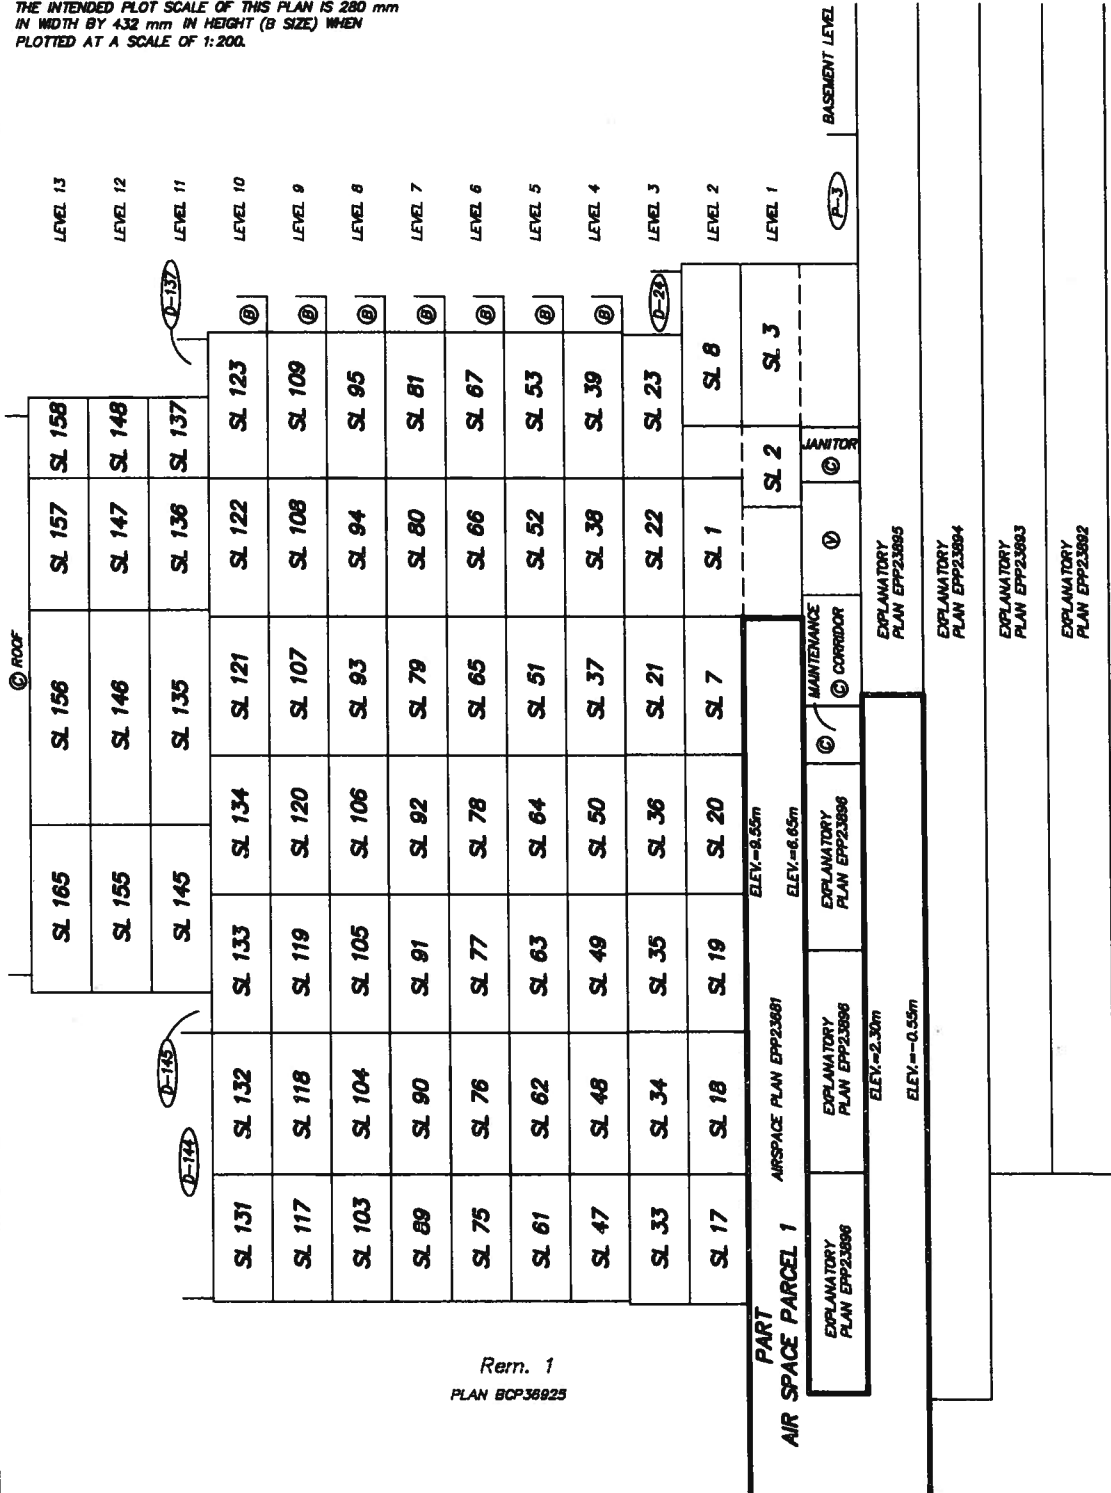 THE INTENDED PLOT SCALE OF THIS PLAN IS 280 mm
IN WIDTH BY 432 mm IN HEIGHT (B SIZE) WHEN
PLOTTED AT A SCALE OF 1:200.
© ROOF
LEVEL 13
SL 165
SL 156
SL 157
SL 158
LEVEL 12
SL 155
SL 146
SL 147
SL 148
LEVEL 11
SL 145
SL 135
SL 136
SL 137
D-137
D-145
D-144
LEVEL 10
SL 131
SL 132
SL 133
SL 134
SL 121
SL 122
SL 123
Ⓑ
LEVEL 9
SL 117
SL 118
SL 119
SL 120
SL 107
SL 108
SL 109
Ⓑ
LEVEL 8
SL 103
SL 104
SL 105
SL 106
SL 93
SL 94
SL 95
Ⓑ
LEVEL 7
SL 89
SL 90
SL 91
SL 92
SL 79
SL 80
SL 81
Ⓑ
LEVEL 6
SL 75
SL 76
SL 77
SL 78
SL 65
SL 66
SL 67
Ⓑ
LEVEL 5
SL 61
SL 62
SL 63
SL 64
SL 51
SL 52
SL 53
Ⓑ
LEVEL 4
SL 47
SL 48
SL 49
SL 50
SL 37
SL 38
SL 39
Ⓑ
LEVEL 3
SL 33
SL 34
SL 35
SL 36
SL 21
SL 22
SL 23
D-24
LEVEL 2
SL 17
SL 18
SL 19
SL 20
SL 7
SL 1
SL 8
LEVEL 1
SL 2
SL 3
ELEV.=9.55m
PART
AIR SPACE PARCEL 1
AIRSPACE PLAN EPP23681
ELEV.=6.65m
BASEMENT LEVEL
P-3
EXPLANATORY
PLAN EPP23896
EXPLANATORY
PLAN EPP23896
EXPLANATORY
PLAN EPP23896
©
MAINTENANCE
© CORRIDOR
Ⓥ
JANITOR
©
ELEV.=2.30m
ELEV.=-0.55m
EXPLANATORY
PLAN EPP23895
EXPLANATORY
PLAN EPP23894
EXPLANATORY
PLAN EPP23893
EXPLANATORY
PLAN EPP23892
Rem. 1
PLAN BCP36925